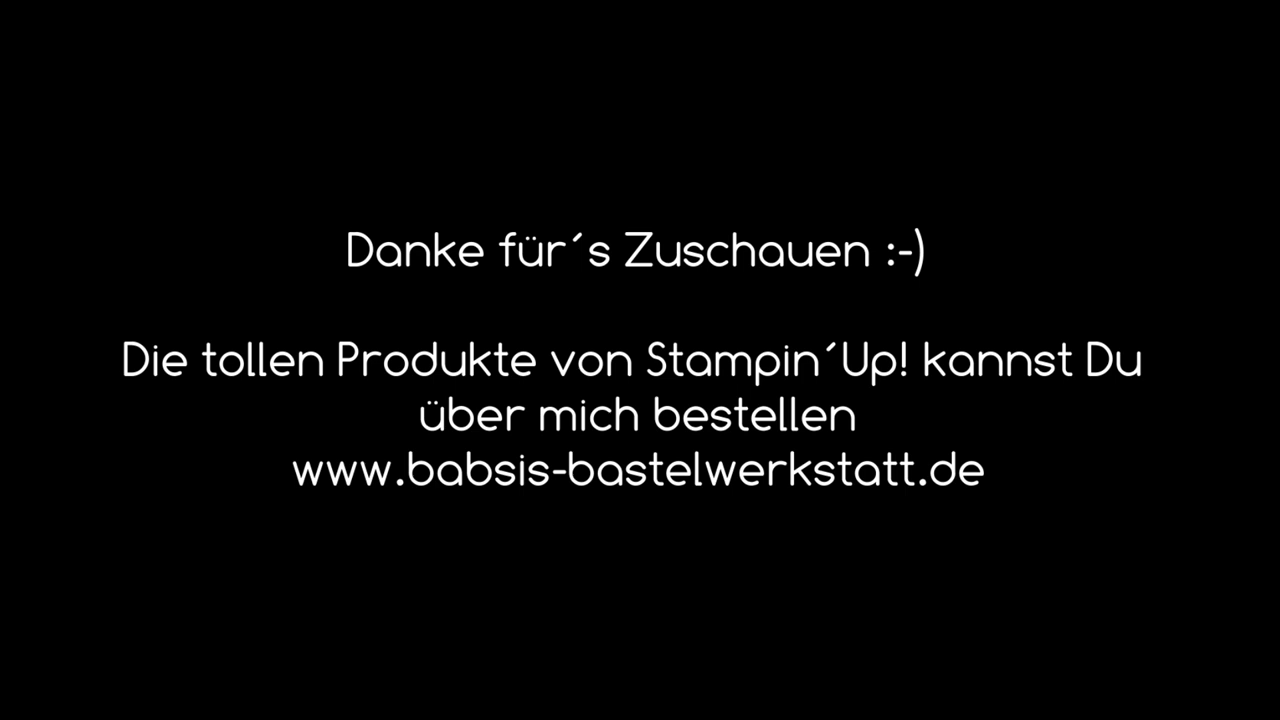 Danke für´s Zuschauen :-)
Die tollen Produkte von Stampin´Up! kannst Du
über mich bestellen
www.babsis-bastelwerkstatt.de